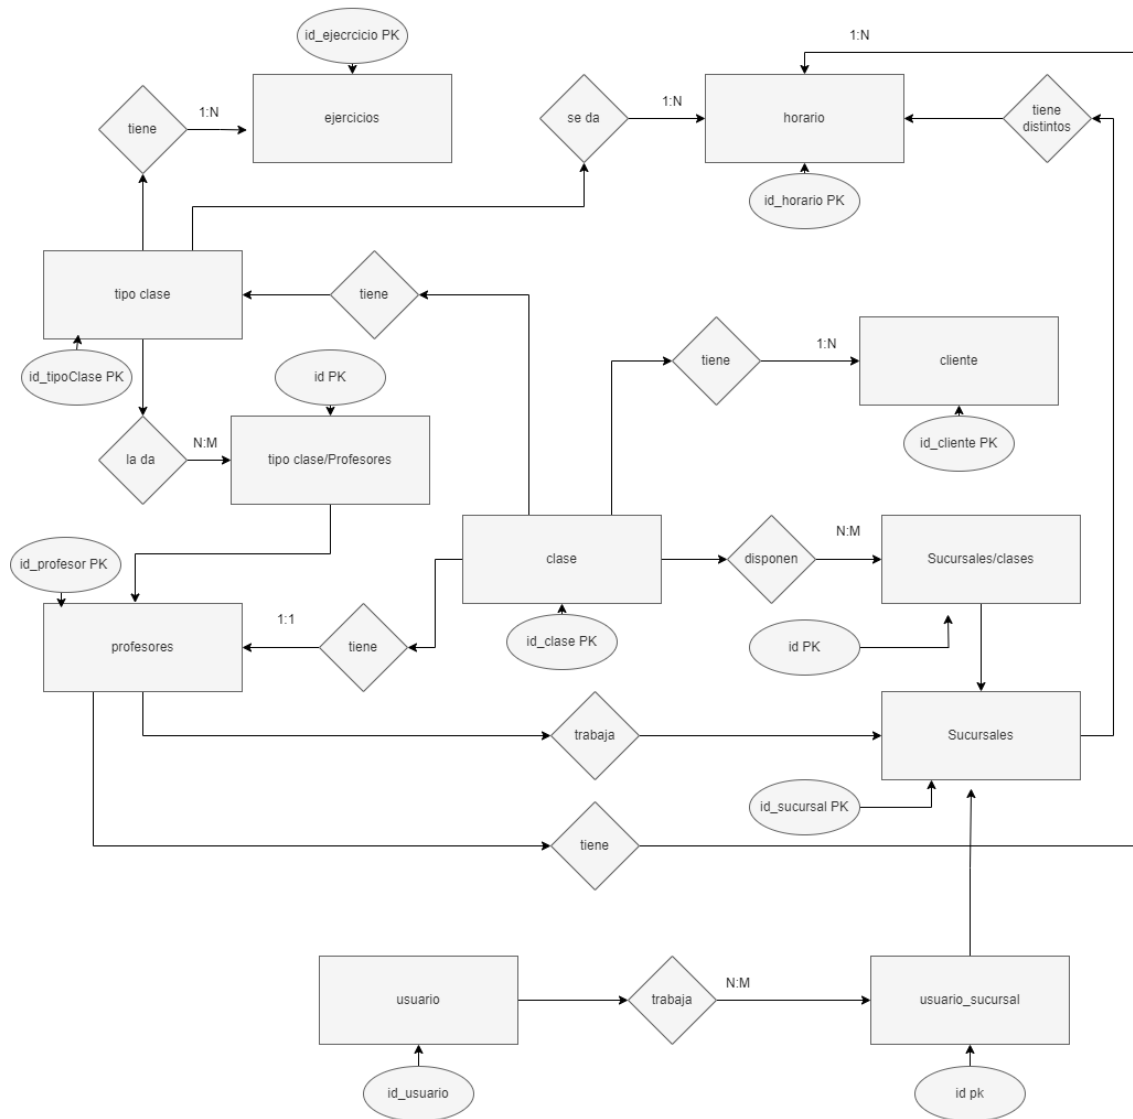 id_ejecrcicio PK
1:N
tiene
1:N
ejercicios
se da
1:N
horario
tiene
distintos
id_horario PK
tipo clase
tiene
id_tipoClase PK
id PK
tiene
1:N
cliente
la da
N:M
tipo clase/Profesores
id_cliente PK
id_profesor PK
clase
disponen
N:M
Sucursales/clases
profesores
1:1
tiene
id_clase PK
id PK
trabaja
Sucursales
id_sucursal PK
tiene
usuario
trabaja
N:M
usuario_sucursal
id_usuario
id pk